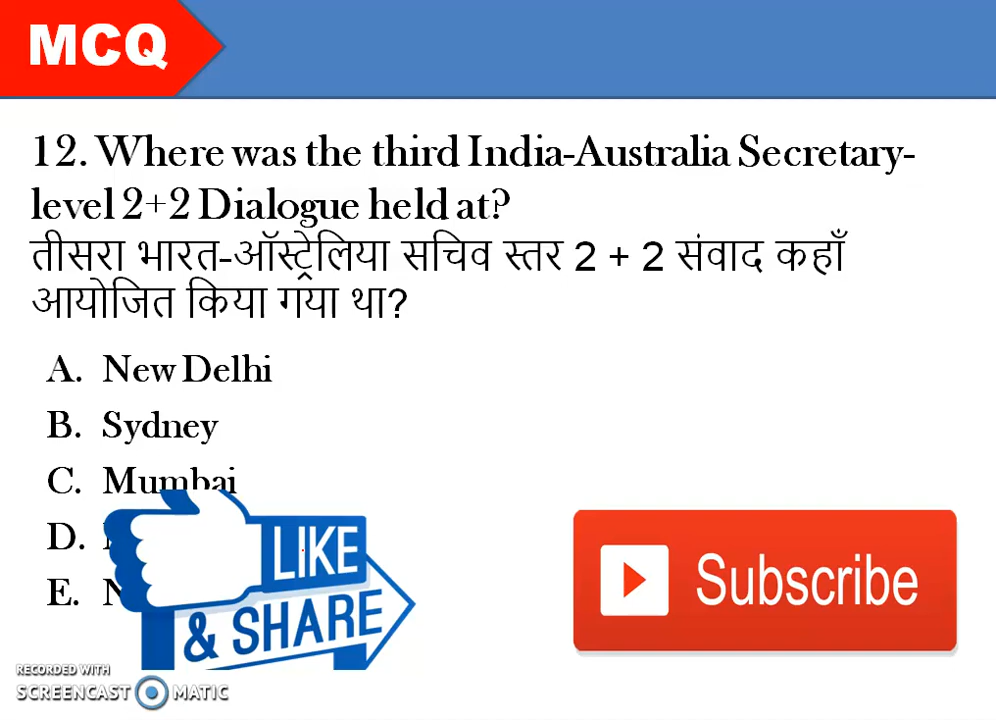 MCQ
12. Where was the third India-Australia Secretary-
level 2+2 Dialogue held at?
तीसरा भारत-ऑस्ट्रेलिया सचिव स्तर 2 + 2 संवाद कहाँ
आयोजित किया गया था?
A. New Delhi
B. Sydney
C. Mumbai
D.
E.
LIKE
& SHARE
Subscribe
RECORDED WITH
SCREENCAST MATIC